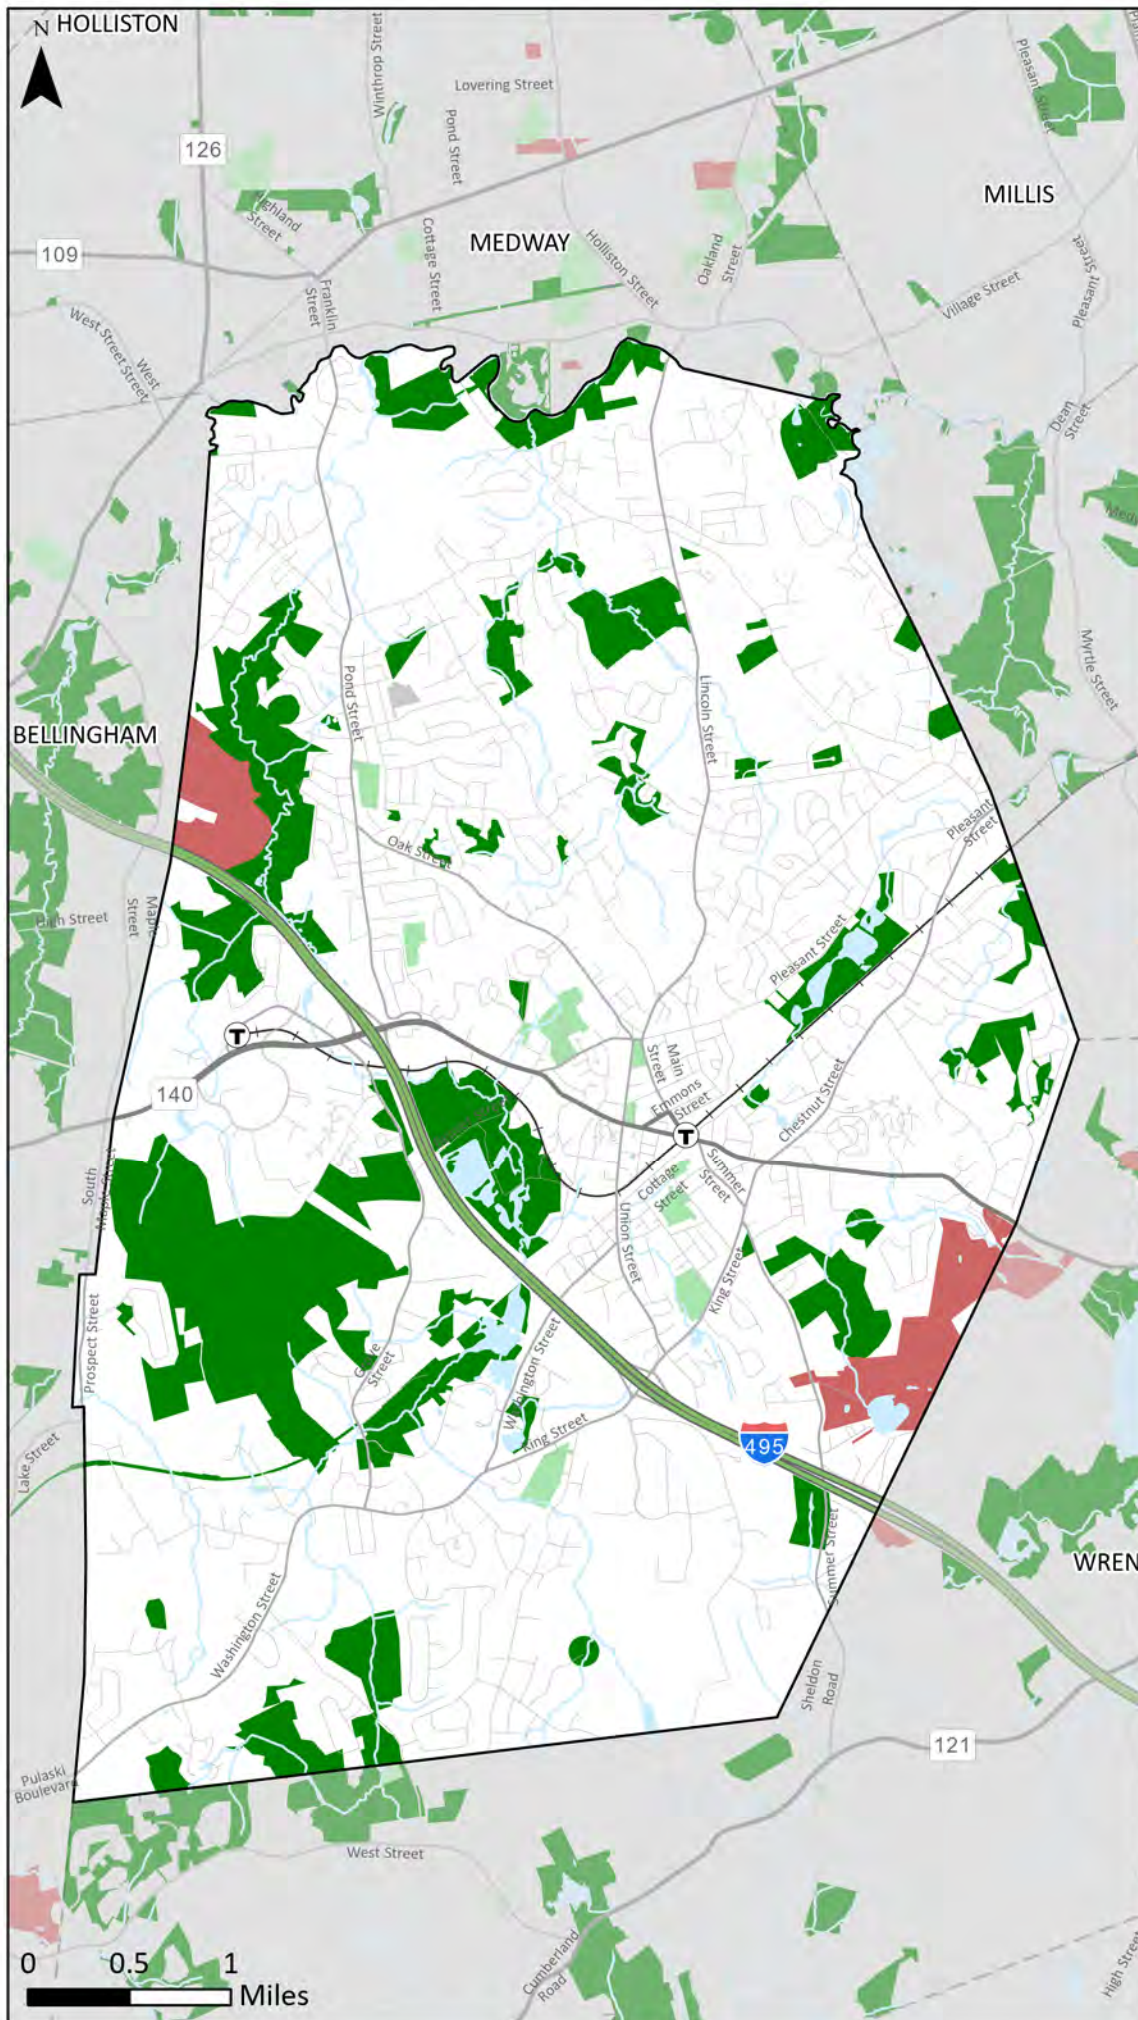 N HOLLISTON
Winthrop Street
Lovering Street
Pleasant Street
126
Pond Street
MILLIS
Highland
Street
MEDWAY
109
Cottage Street
Holliston Street
Oakland
Street
Pleasant Street
Franklin
Street
Village Street
West Street
West
Street
Dean
Street
Myrtle Street
Pond Street
Lincoln Street
BELLINGHAM
Pleasant
Street
Oak Street
High Street
Maple
Street
Pleasant Street
T
Main
Street
140
Emmons
Street
Chestnut Street
T
South
Maple Street
Cottage
Street
Summer
Street
Union Street
King Street
Prospect Street
Grove
Street
Washington Street
King Street
495
Lake Street
Summer Street
WREN
Washington Street
Sheldon
Road
121
Pulaski
Boulevard
West Street
Cumberland
Road
High Street
0 0.5 1
Miles